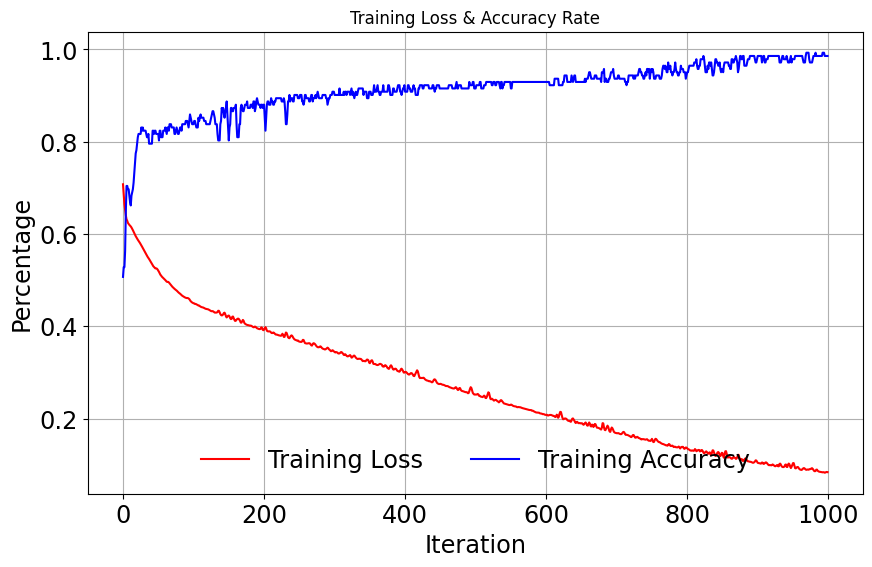 Training Loss & Accuracy Rate
1.0
0.8
0.6
0.4
0.2
Percentage
Training Loss
Training Accuracy
0 200 400 600 800 1000
Iteration